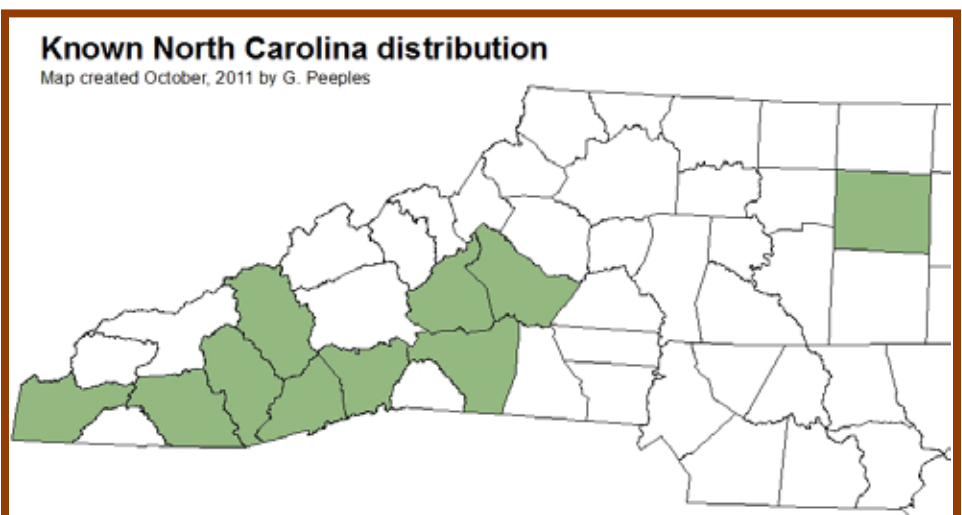 Known North Carolina distribution
Map created October, 2011 by G. Peeples